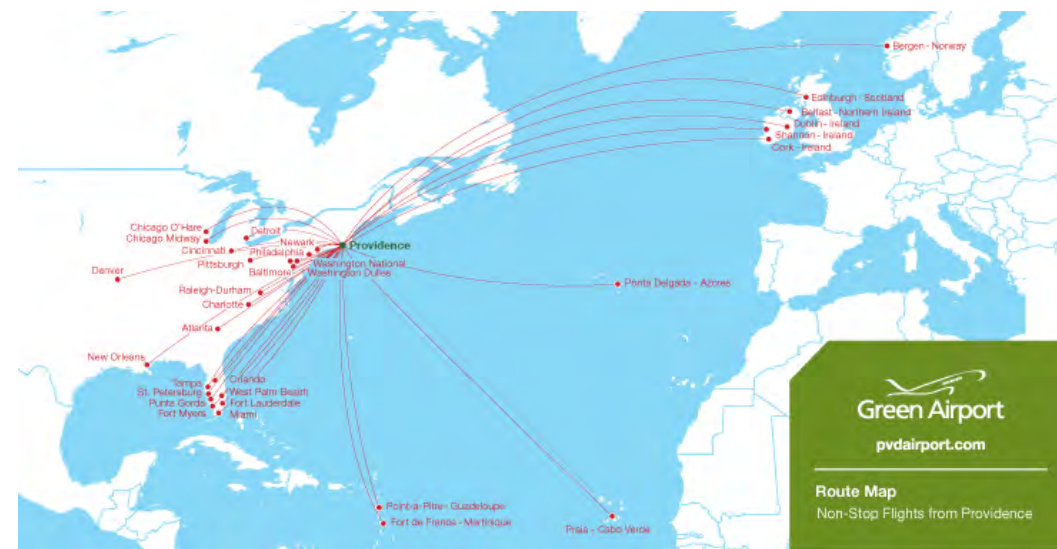 Bergen - Norway
Edinburgh - Scotland
Belfast - Northern Ireland
Dublin - Ireland
Shannon - Ireland
Cork - Ireland
Chicago O'Hare
Chicago Midway
Detroit
Cincinnati
Newark
Providence
Philadelphia
Pittsburgh
Washington National
Baltimore
Washington Dulles
Denver
Ponta Delgada - Azores
Raleigh-Durham
Charlotte
Atlanta
New Orleans
Tampa
Orlando
St. Petersburg
West Palm Beach
Punta Gorda
Fort Lauderdale
Fort Myers
Miami
Point-a-Pitre - Guadeloupe
Fort de France - Martinique
Praia - Cabo Verde
Green Airport
pvdairport.com
Route Map
Non-Stop Flights from Providence